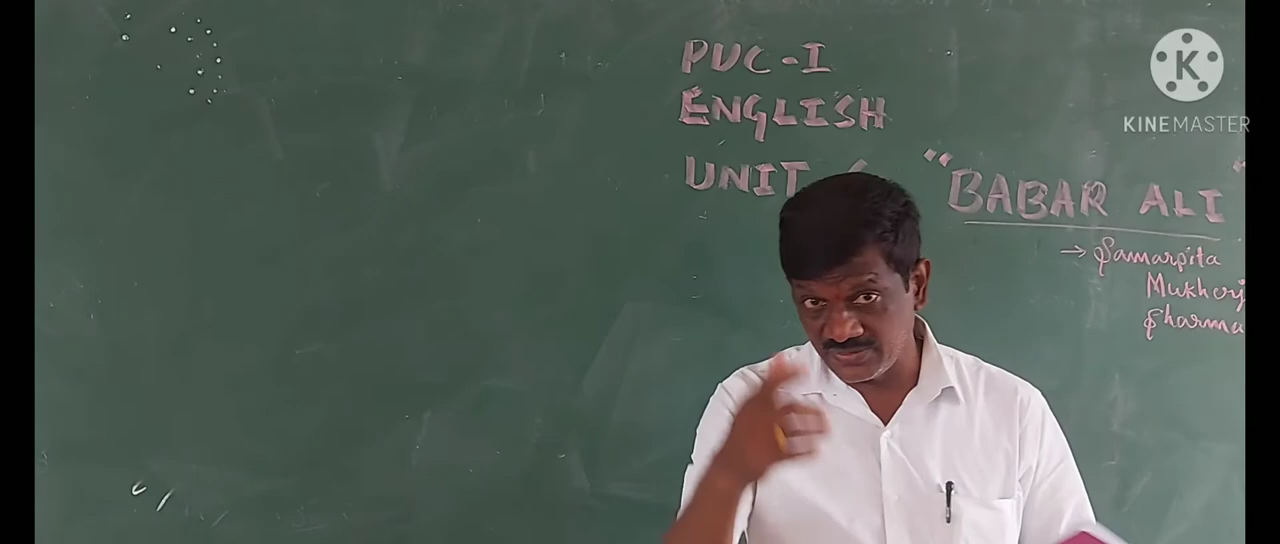 PUC-I
ENGLISH
UNIT
"BABAR ALI"
→ Samarpita
Mukherj
Sharma
K
KINEMASTER